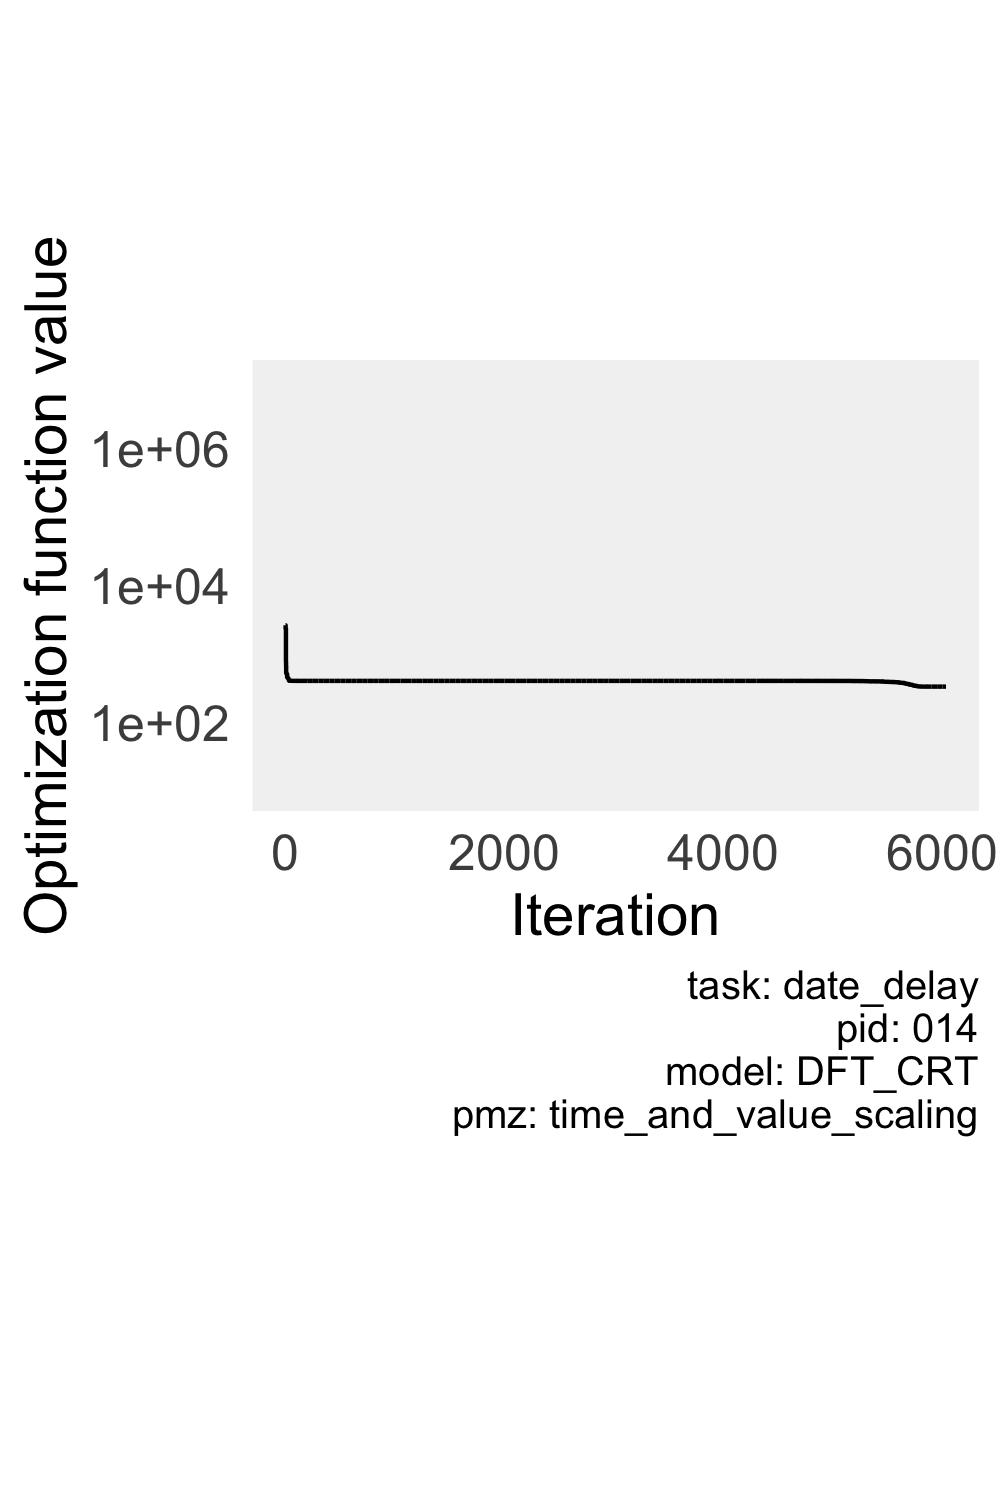 Optimization function value
1e+06
1e+04
1e+02
0 2000 4000 6000
Iteration
task: date_delay
pid: 014
model: DFT_CRT
pmz: time_and_value_scaling